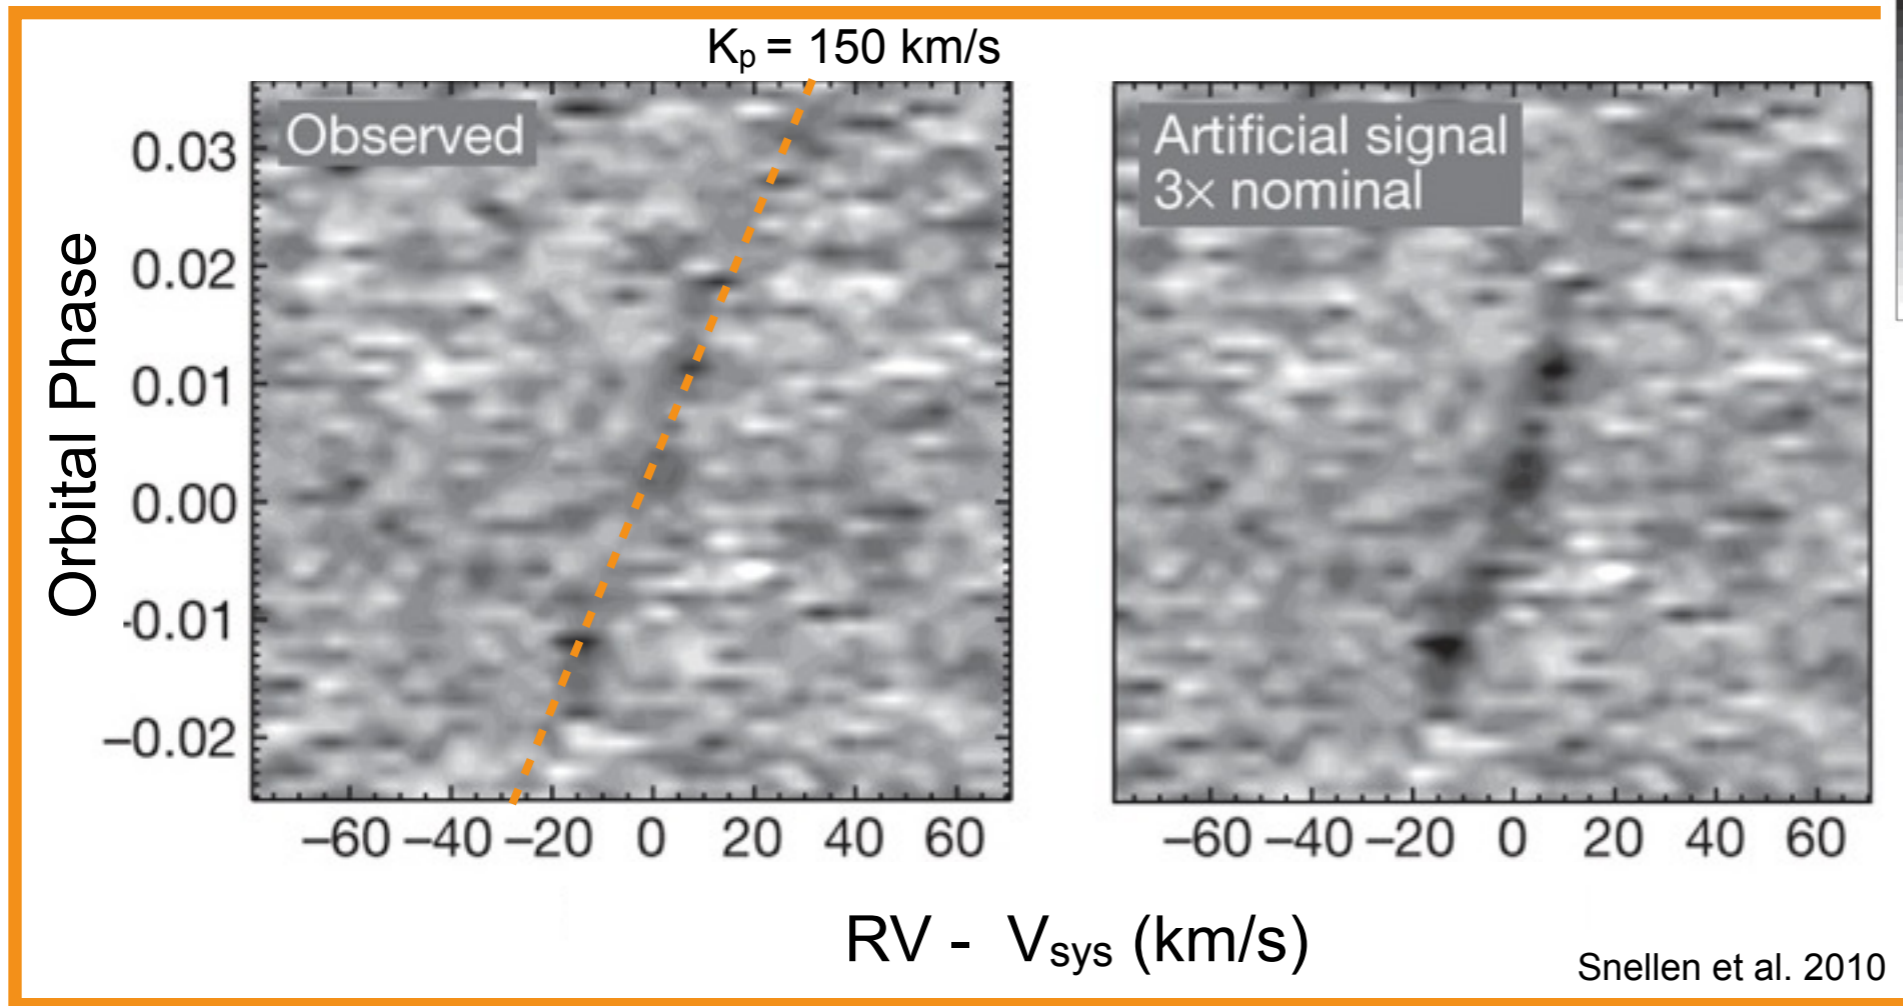 Kp = 150 km/s
Observed
Artificial signal
3× nominal
Orbital Phase
0.03
0.02
0.01
0.00
-0.01
−0.02
−60 −40 −20 0 20 40 60
−60 −40 −20 0 20 40 60
RV - Vsys (km/s)
Snellen et al. 2010